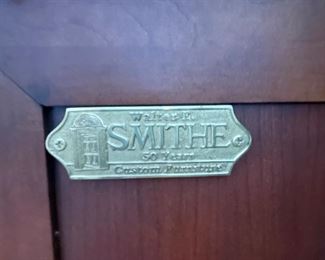 Walter E.
SMITHE
50 Years
Custom Furniture